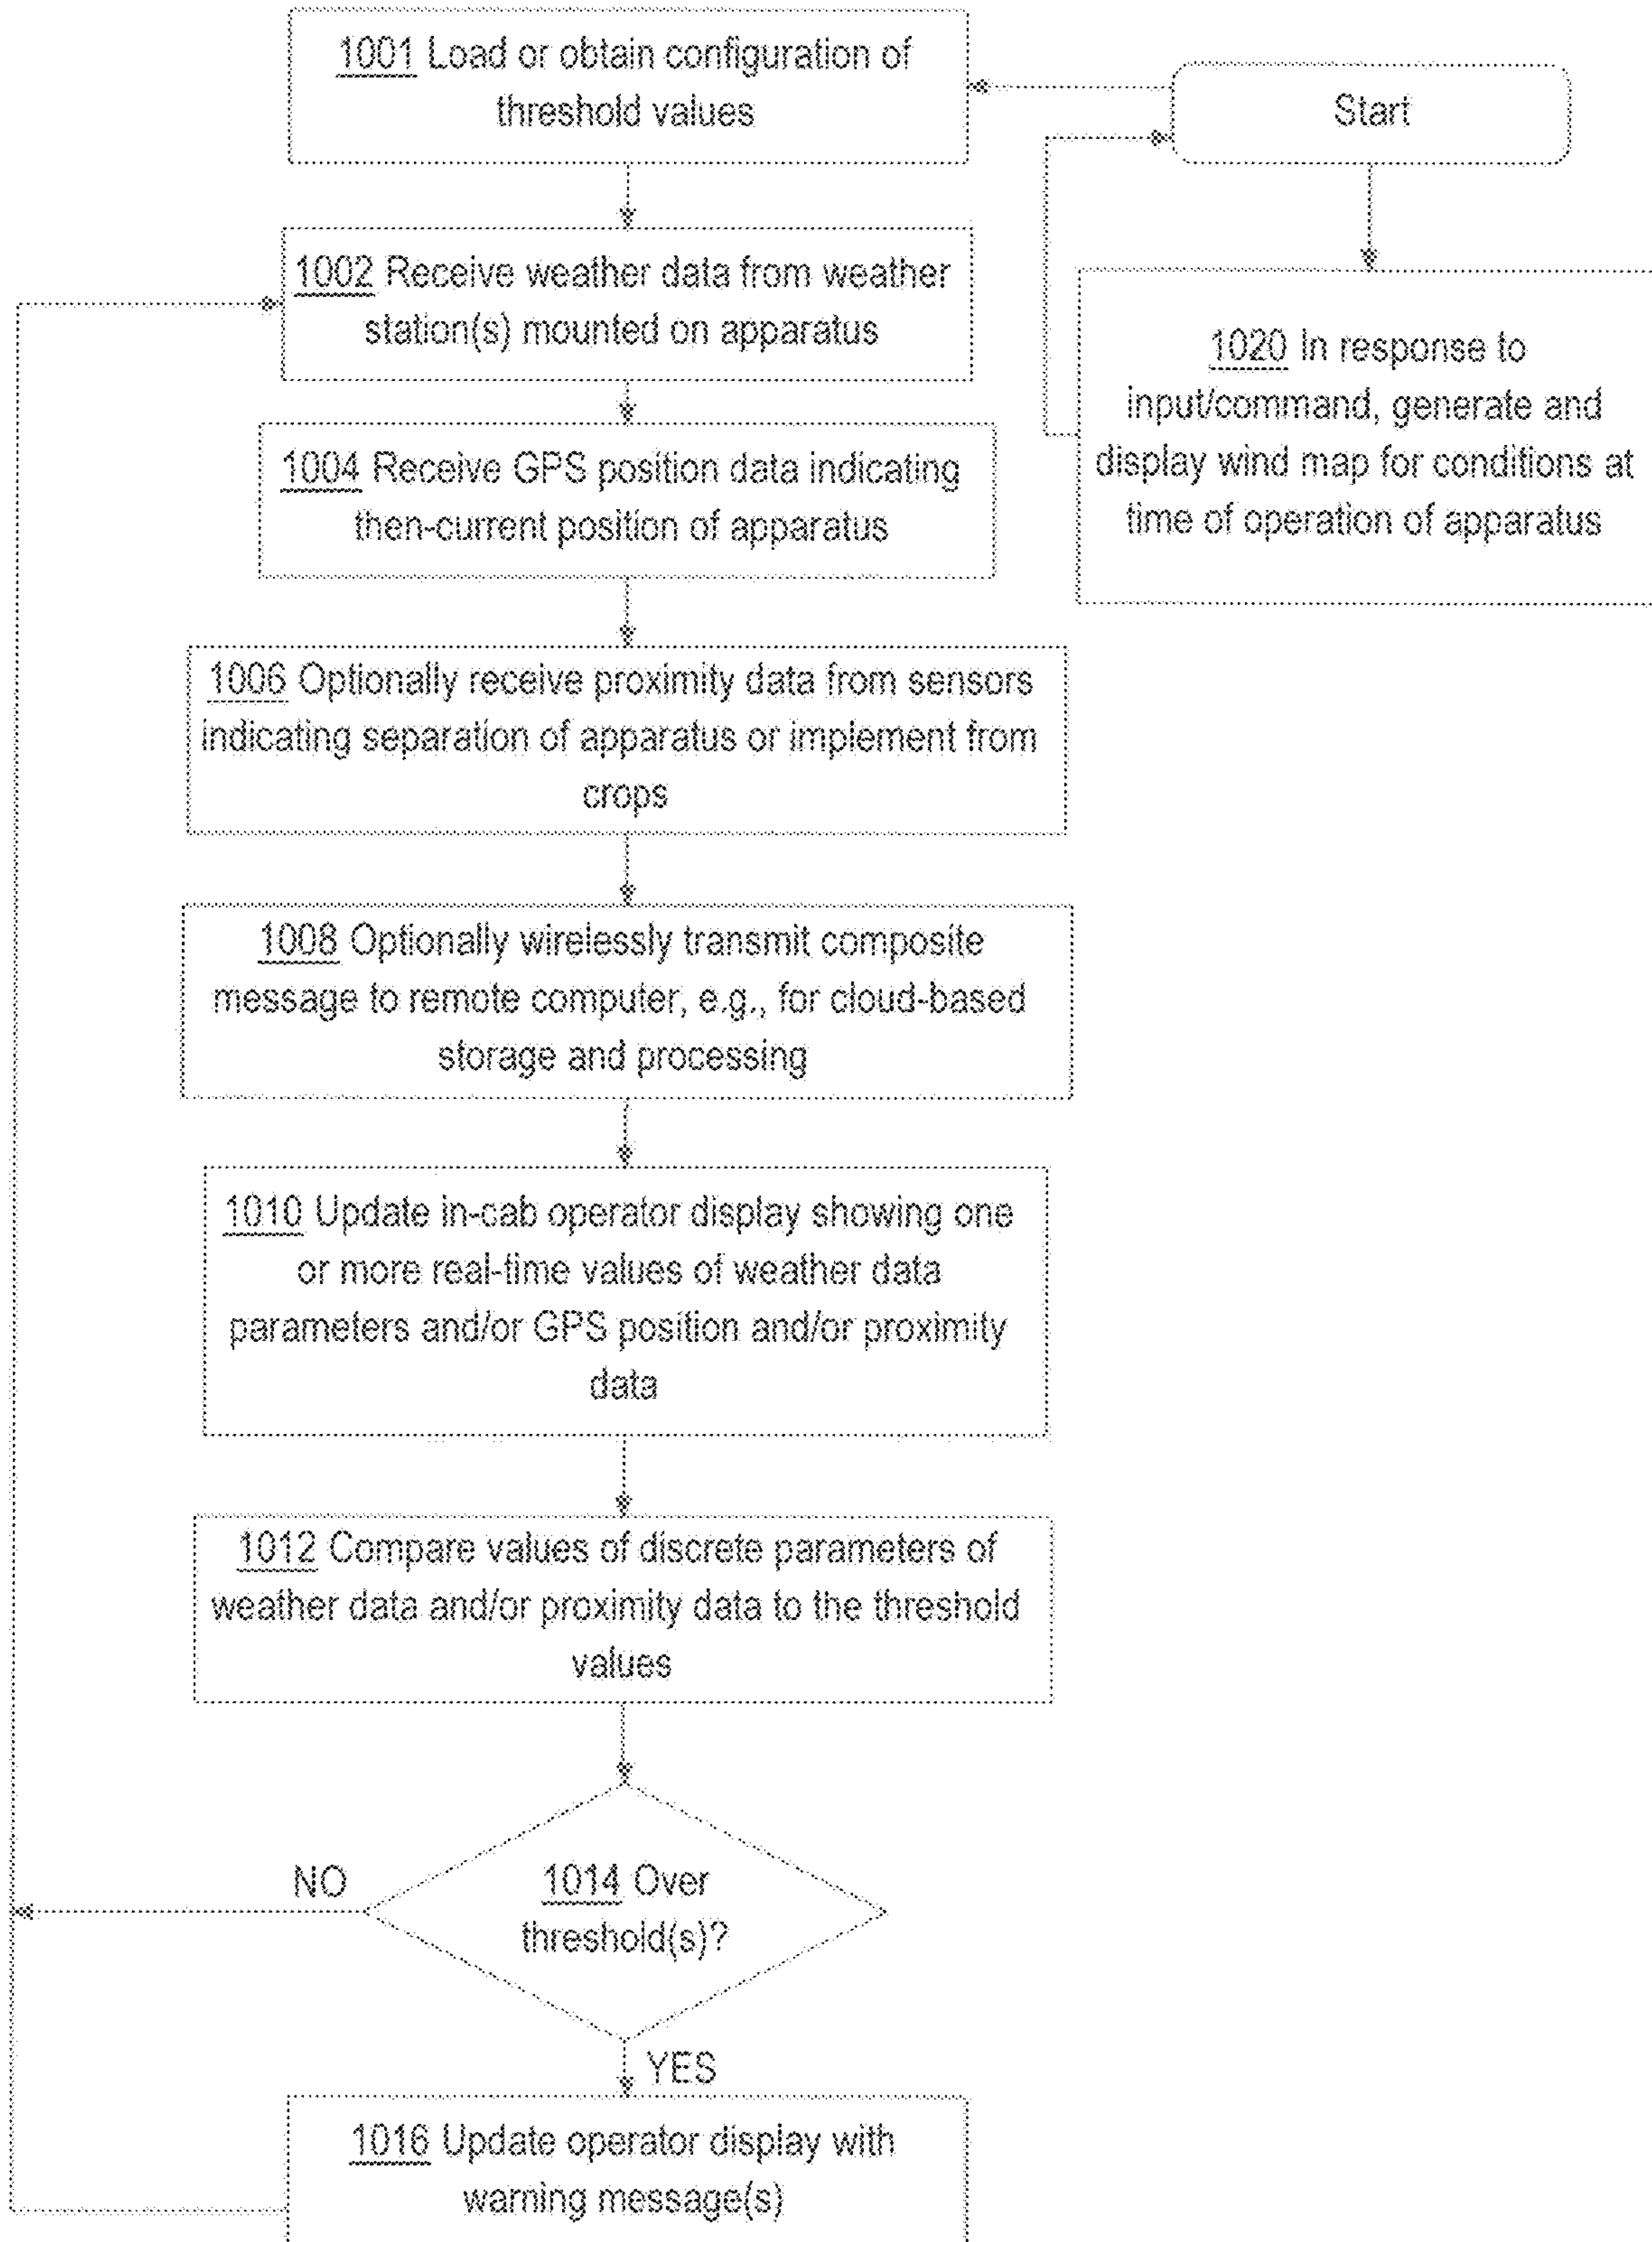 1001 Load or obtain configuration of
threshold values
Start
1002 Receive weather data from weather
station(s) mounted on apparatus
1020 In response to
input/command, generate and
display wind map for conditions at
time of operation of apparatus
1004 Receive GPS position data indicating
then-current position of apparatus
1006 Optionally receive proximity data from sensors
indicating separation of apparatus or implement from
crops
1008 Optionally wirelessly transmit composite
message to remote computer, e.g., for cloud-based
storage and processing
1010 Update in-cab operator display showing one
or more real-time values of weather data
parameters and/or GPS position and/or proximity
data
1012 Compare values of discrete parameters of
weather data and/or proximity data to the threshold
values
NO
1014 Over
threshold(s)?
YES
1016 Update operator display with
warning message(s)